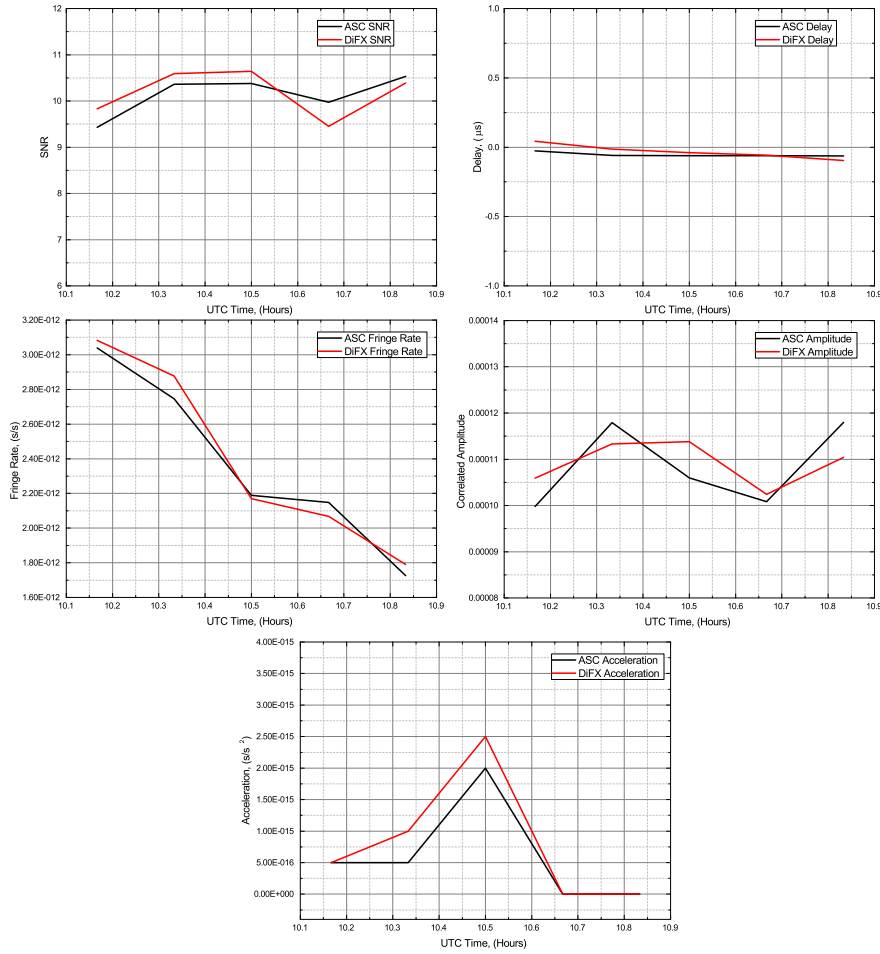 12
11
10
9
8
7
6
SNR
ASC SNR
DiFX SNR
10.1 10.2 10.3 10.4 10.5 10.6 10.7 10.8 10.9
UTC Time, (Hours)
1.0
0.5
0.0
-0.5
-1.0
Delay, ( μs)
ASC Delay
DiFX Delay
10.1 10.2 10.3 10.4 10.5 10.6 10.7 10.8 10.9
UTC Time, (Hours)
3.20E-012
3.00E-012
2.80E-012
2.60E-012
2.40E-012
2.20E-012
2.00E-012
1.80E-012
1.60E-012
Fringe Rate, (s/s)
ASC Fringe Rate
DiFX Fringe Rate
10.1 10.2 10.3 10.4 10.5 10.6 10.7 10.8 10.9
UTC Time, (Hours)
0.00014
0.00013
0.00012
0.00011
0.00010
0.00009
0.00008
Correlated Amplitude
ASC Amplitude
DiFX Amplitude
10.1 10.2 10.3 10.4 10.5 10.6 10.7 10.8 10.9
UTC Time, (Hours)
4.00E-015
3.50E-015
3.00E-015
2.50E-015
2.00E-015
1.50E-015
1.00E-015
5.00E-016
0.00E+000
Acceleration, (s/s ²)
ASC Acceleration
DiFX Acceleration
10.1 10.2 10.3 10.4 10.5 10.6 10.7 10.8 10.9
UTC Time, (Hours)